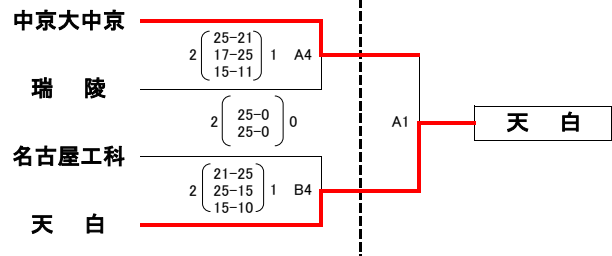 中京大中京
25-21
2 17-25 1 A4
15-11
瑞 陵
25-0
2 0
25-0
A1
天 白
名古屋工科
21-25
2 25-15 1 B4
15-10
天 白